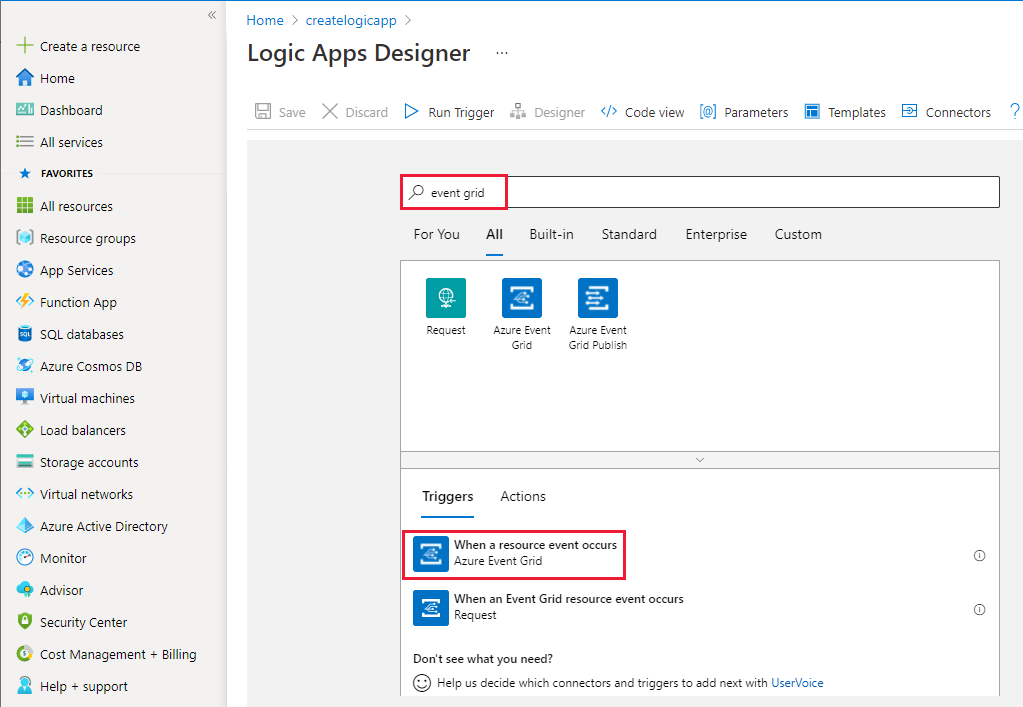 Create a resource
Home
Dashboard
All services
FAVORITES
All resources
Resource groups
App Services
Function App
SQL databases
Azure Cosmos DB
Virtual machines
Load balancers
Storage accounts
Virtual networks
Azure Active Directory
Monitor
Advisor
Security Center
Cost Management + Billing
Help + support
Home > createlogicapp >
Logic Apps Designer ...
Save Discard Run Trigger Designer Code view Parameters Templates Connectors ?
event grid
For You All Built-in Standard Enterprise Custom
Request
Azure Event
Grid
Azure Event
Grid Publish
Triggers Actions
When a resource event occurs
Azure Event Grid
When an Event Grid resource event occurs
Request
Don't see what you need?
Help us decide which connectors and triggers to add next with UserVoice